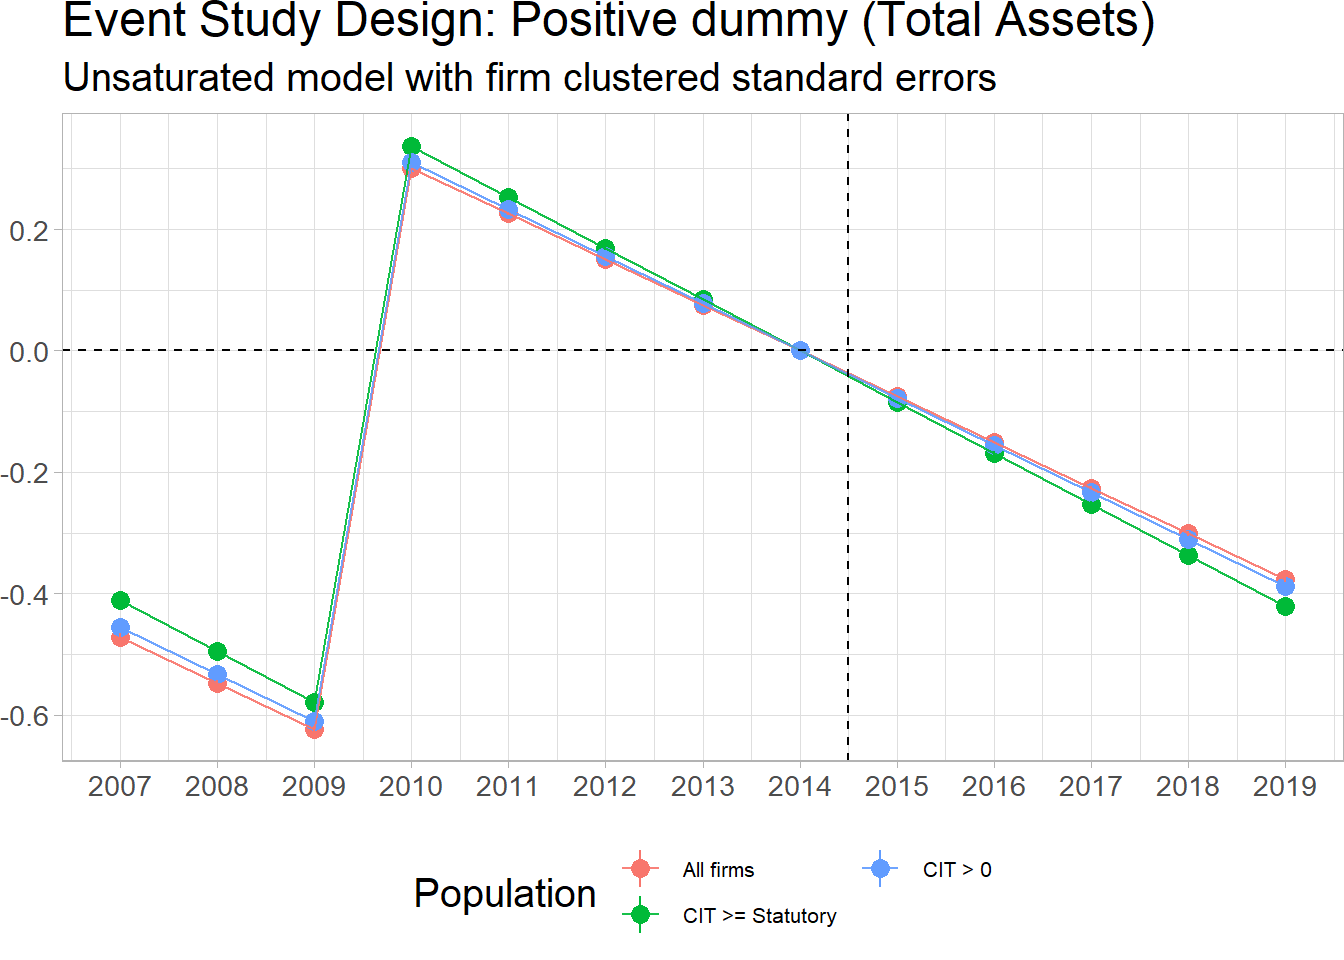 Event Study Design: Positive dummy (Total Assets)
Unsaturated model with firm clustered standard errors
0.2
0.0
-0.2
-0.4
-0.6
2007 2008 2009 2010 2011 2012 2013 2014 2015 2016 2017 2018 2019
Population
All firms
CIT >= Statutory
CIT > 0